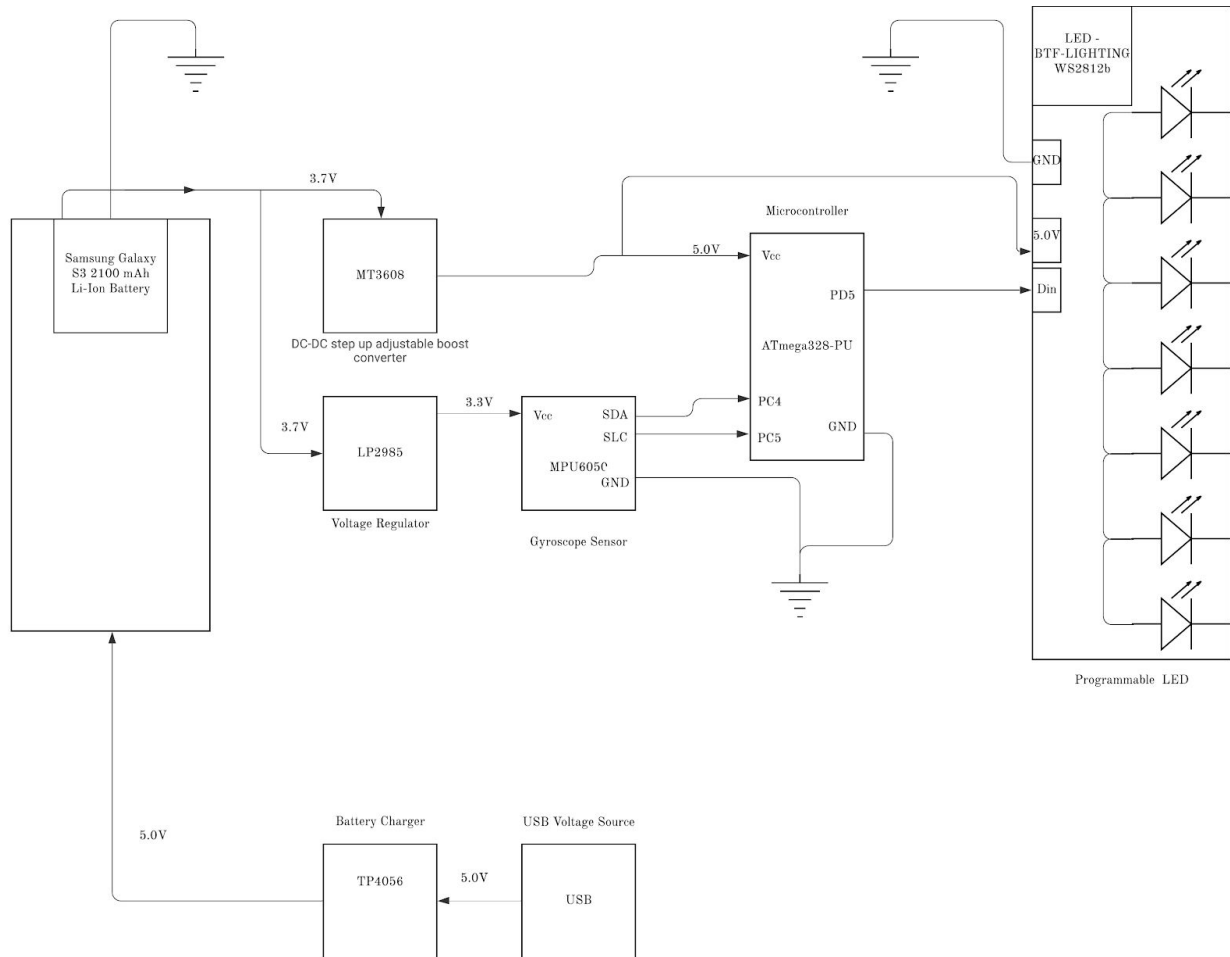 LED -
BTF-LIGHTING
WS2812b
GND
3.7V
Microcontroller
Samsung Galaxy
S3 2100 mAh
Li-Ion Battery
MT3608
5.0V
Vcc
5.0V
Din
PD5
DC-DC step up adjustable boost
converter
ATmega328-PU
3.3V
3.7V
Vcc
SDA
PC4
SLC
PC5
GND
LP2985
MPU6050
GND
Voltage Regulator
Gyroscope Sensor
Programmable LED
Battery Charger
USB Voltage Source
5.0V
TP4056
5.0V
USB